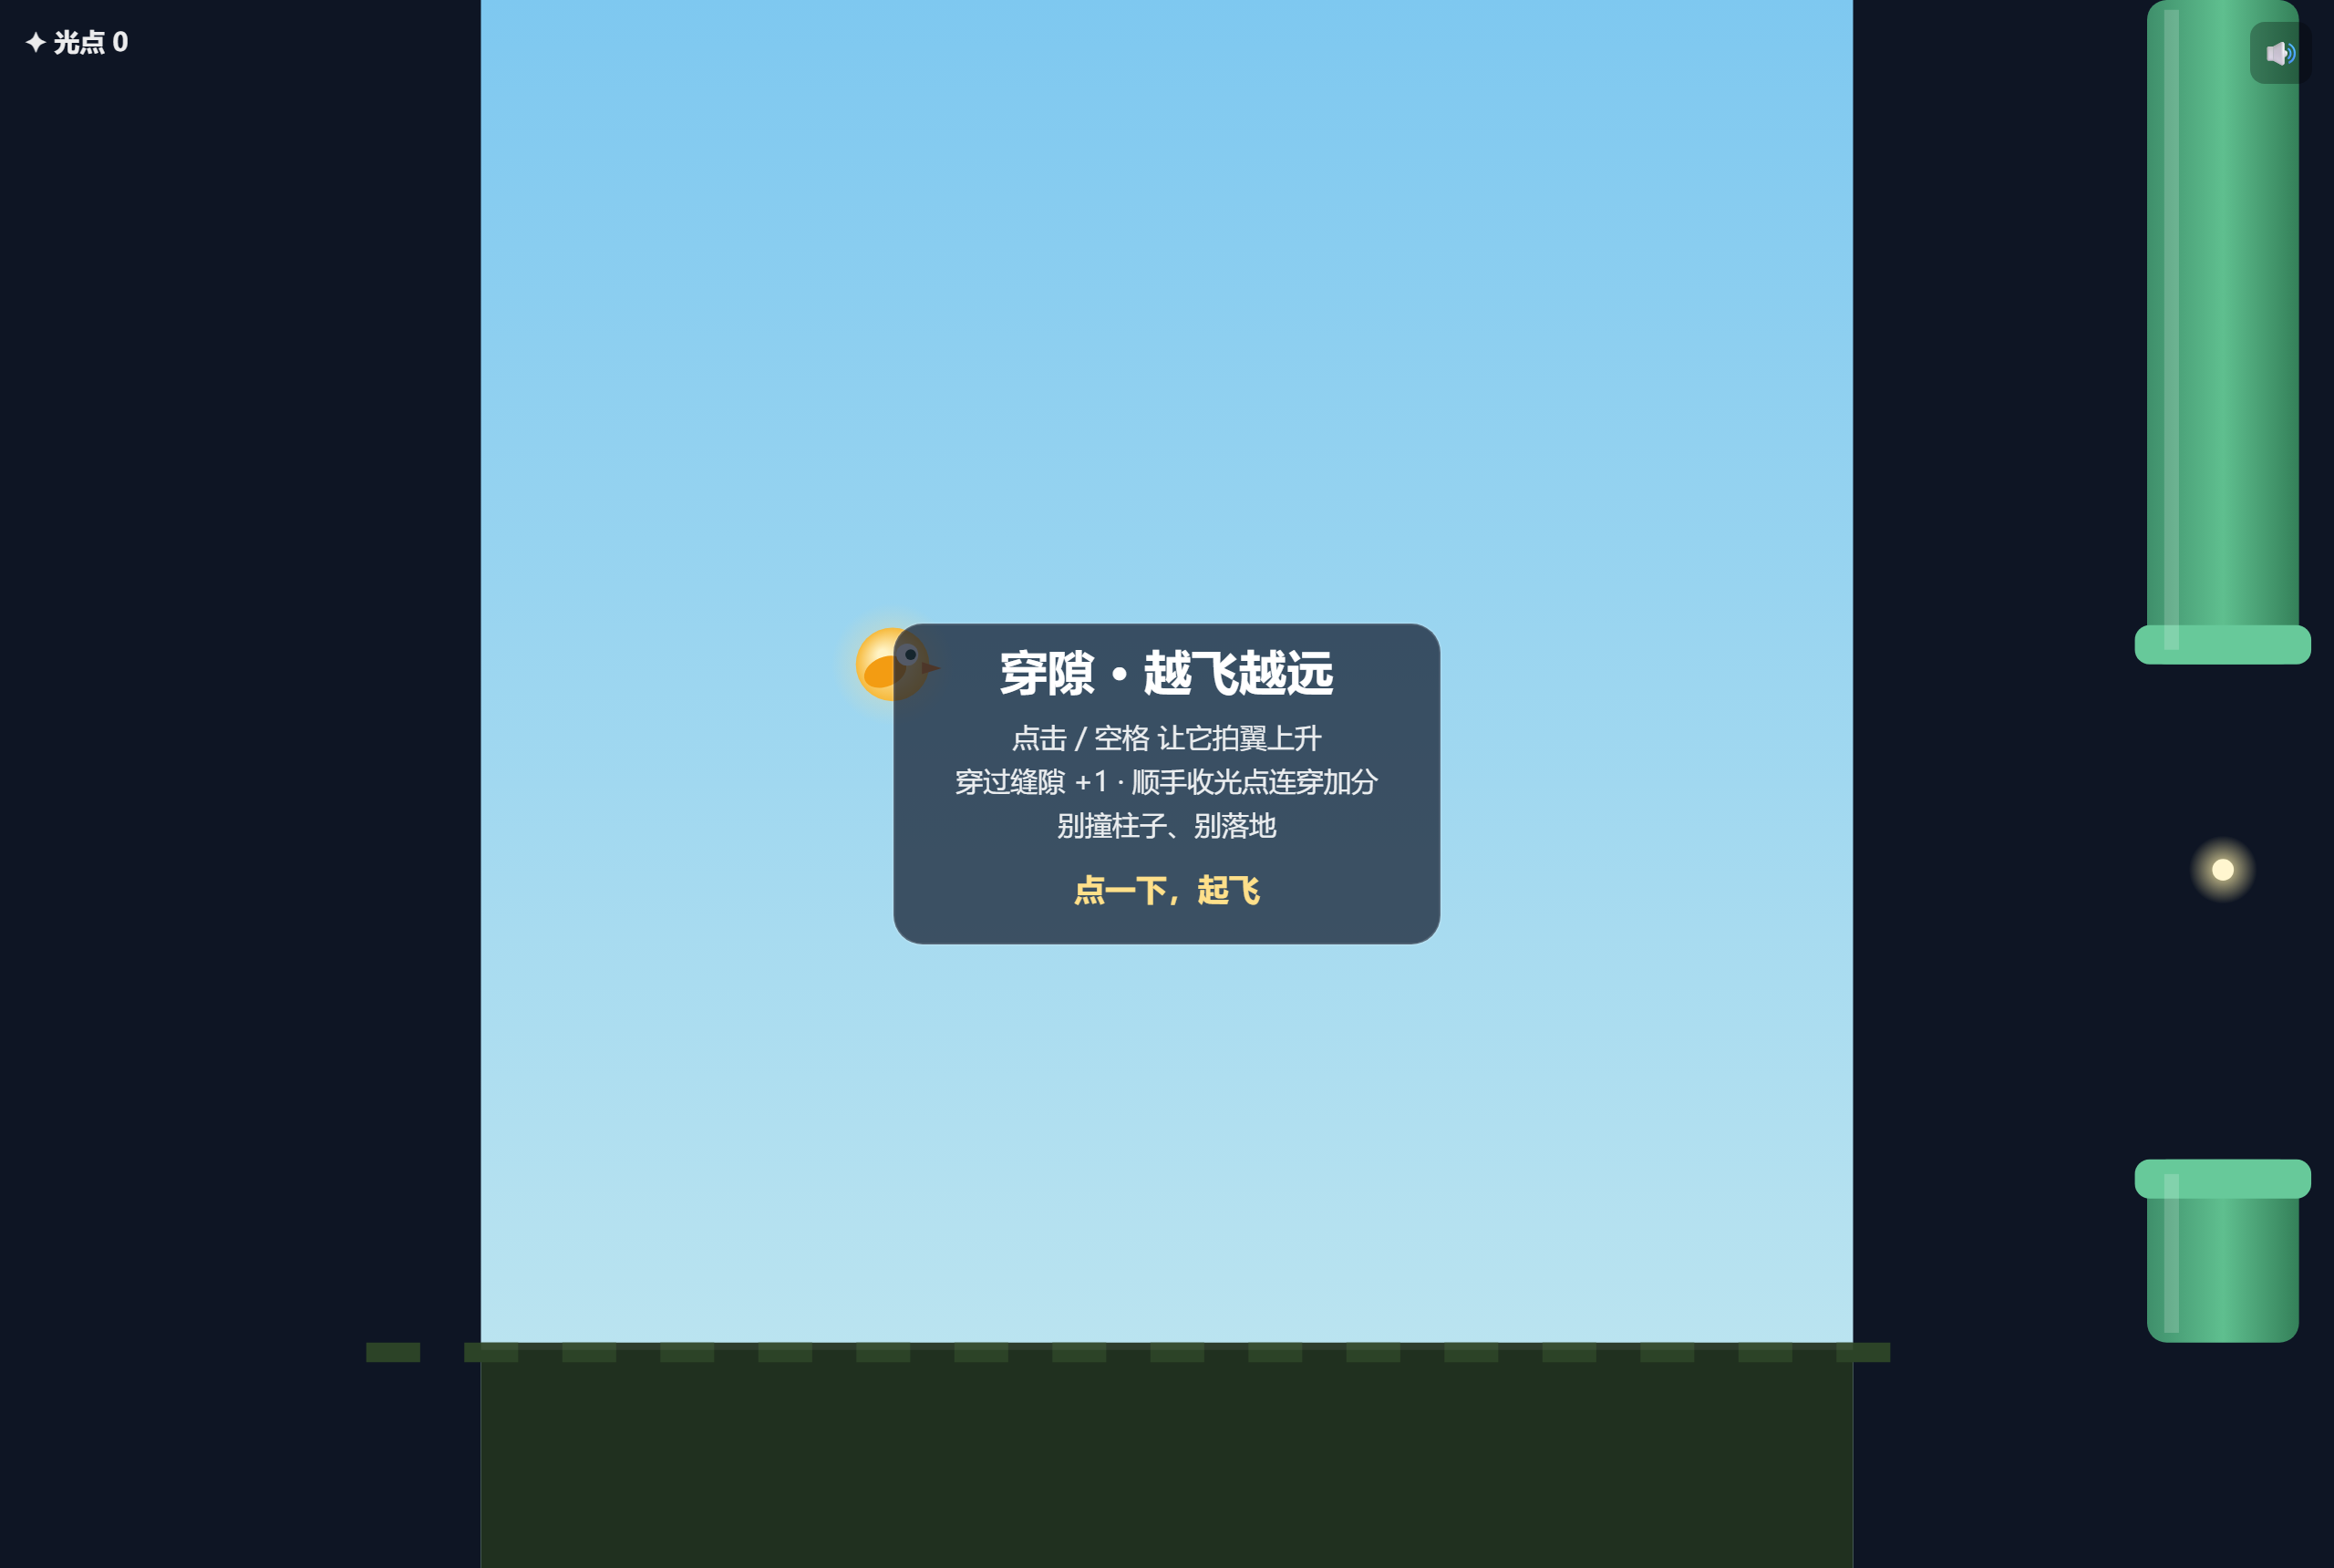 ✦ 光点 0
穿隙 · 越飞越远
点击 / 空格 让它拍翼上升
穿过缝隙 +1 · 顺手收光点连穿加分
别撞柱子、别落地
点一下，起飞